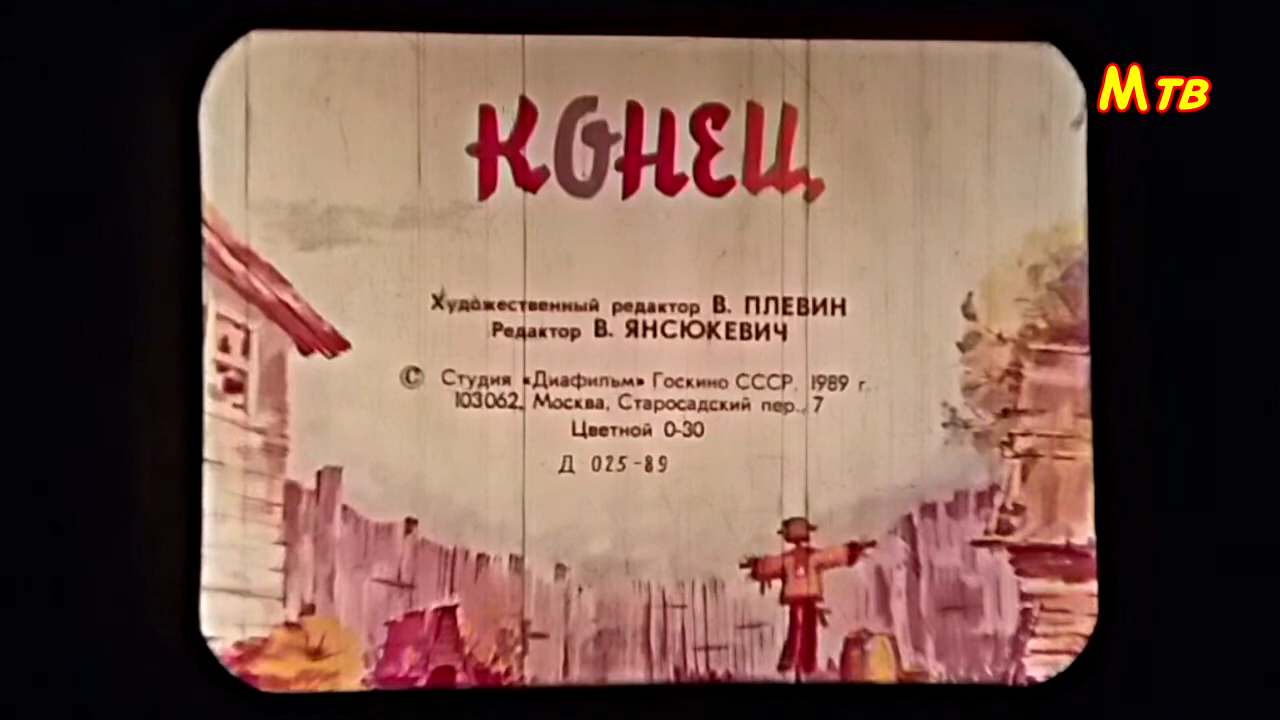 КОНЕЦ
Художественный редактор В. ПЛЕВИН
Редактор В. ЯНСЮКЕВИЧ
© Студия «Диафильм» Госкино СССР. 1989 г.
103062, Москва, Старосадский пер., 7
Цветной 0-30
Д 025-89
Мтв